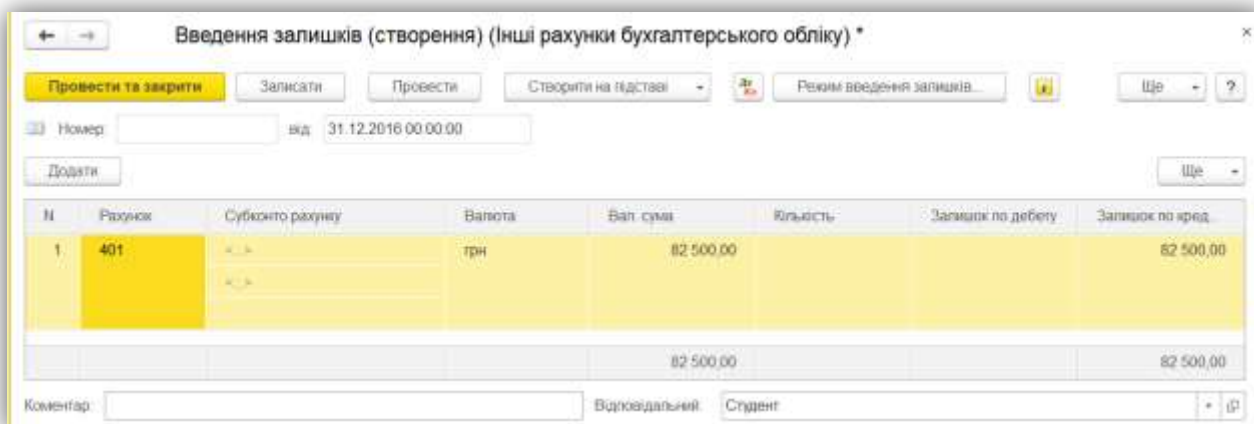 Введення залишків (створення) (Інші рахунки бухгалтерського обліку) *
Провести та закрити Записати Провести Створити на підставі Режим введення залишків... Ще ?
Номер: від: 31.12.2016 00:00:00
Додати Ще
N Рахунок Субконто рахунку Валюта Вал. сума Кількість Залишок по дебету Залишок по кред...
1 401 <...> грн 82 500,00 82 500,00
<...>
82 500,00 82 500,00
Коментар: Відповідальний: Студент